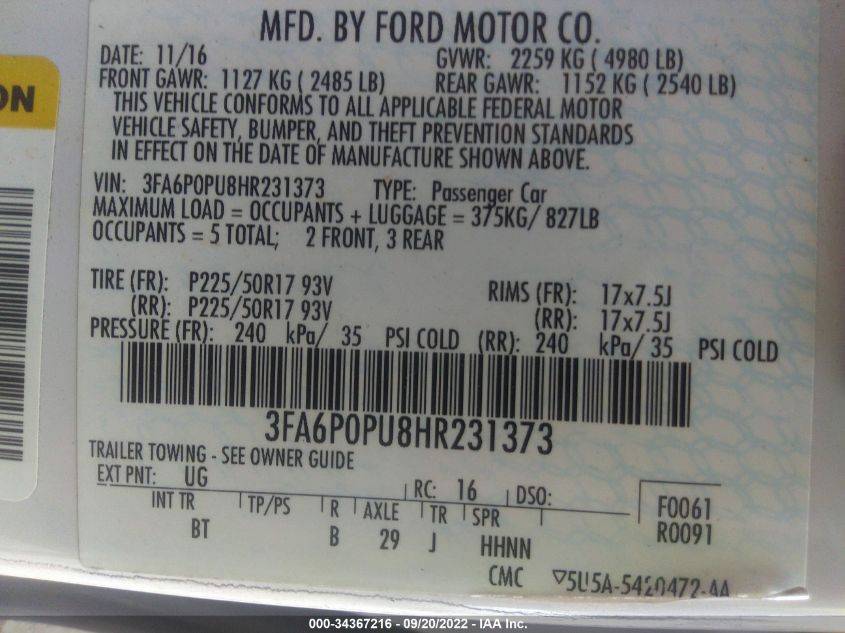 MFD. BY FORD MOTOR CO.
DATE: 11/16 GVWR: 2259 KG ( 4980 LB)
FRONT GAWR: 1127 KG ( 2485 LB) REAR GAWR: 1152 KG ( 2540 LB)
THIS VEHICLE CONFORMS TO ALL APPLICABLE FEDERAL MOTOR
VEHICLE SAFETY, BUMPER, AND THEFT PREVENTION STANDARDS
IN EFFECT ON THE DATE OF MANUFACTURE SHOWN ABOVE.
ON
VIN: 3FA6P0PU8HR231373 TYPE: Passenger Car
MAXIMUM LOAD = OCCUPANTS + LUGGAGE = 375KG/ 827LB
OCCUPANTS = 5 TOTAL; 2 FRONT, 3 REAR
TIRE (FR): P225/50R17 93V RIMS (FR): 17x7.5J
(RR): P225/50R17 93V (RR): 17x7.5J
PRESSURE (FR): 240 kPa/ 35 PSI COLD (RR): 240 kPa/ 35 PSI COLD
3FA6P0PU8HR231373
TRAILER TOWING - SEE OWNER GUIDE
EXT PNT: UG RC: 16 DSO: F0061
INT TR TP/PS R AXLE TR SPR R0091
BT B 29 J HHNN
CMC ▽5U5A-5420472-AA
000-34367216 - 09/20/2022 - IAA Inc.